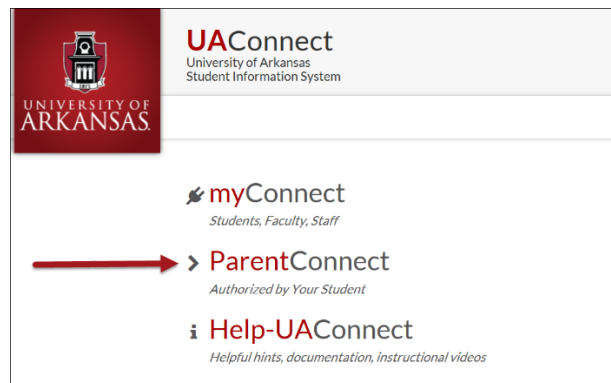 UAConnect
University of Arkansas
Student Information System
1871
UNIVERSITY OF
ARKANSAS.
myConnect
Students, Faculty, Staff
ParentConnect
Authorized by Your Student
i Help-UAConnect
Helpful hints, documentation, instructional videos